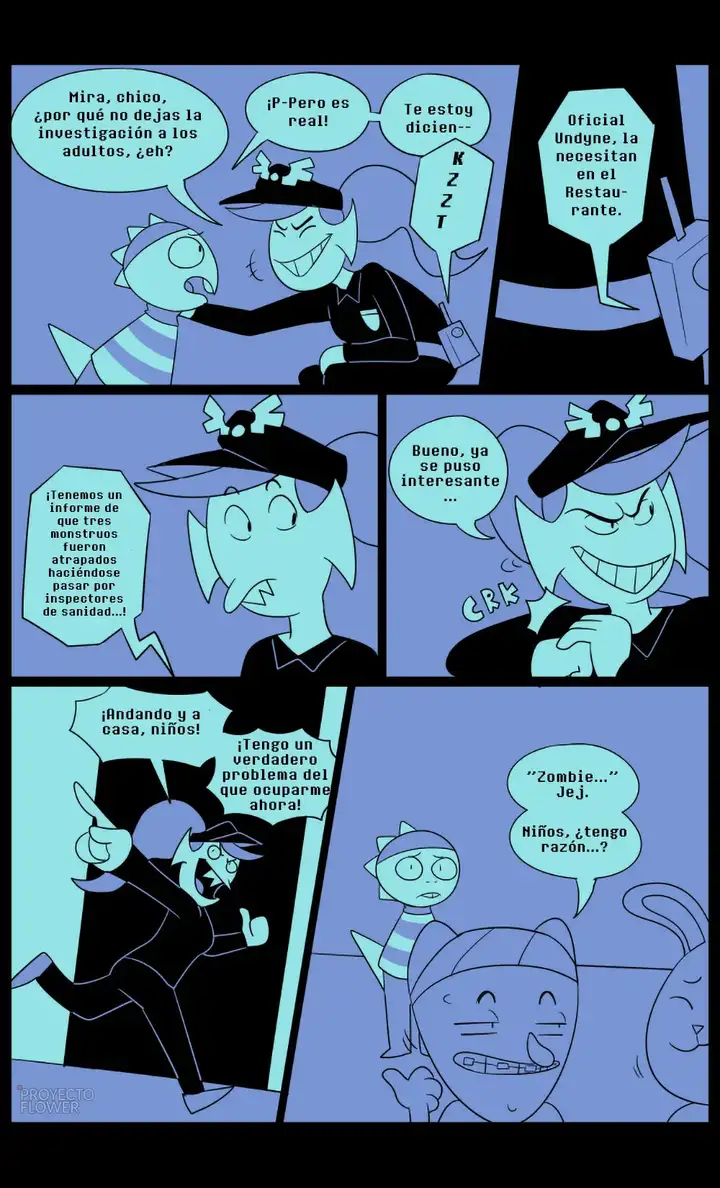 Mira, chico,
¿por qué no dejas la
investigación a los
adultos, ¿eh?
¡P-Pero es
real!
Te estoy
dicien--
K
Z
Z
T
Oficial
Undyne, la
necesitan
en el
Restau-
rante.
¡Tenemos un
informe de
que tres
monstruos
fueron
atrapados
haciéndose
pasar por
inspectores
de sanidad...!
Bueno, ya
se puso
interesante
...
CRK
¡Andando y a
casa, niños!
¡Tengo un
verdadero
problema del
que ocuparme
ahora!
"Zombie..."
Jej.
Niños, ¿tengo
razón...?
PROYECTO
FLOWER